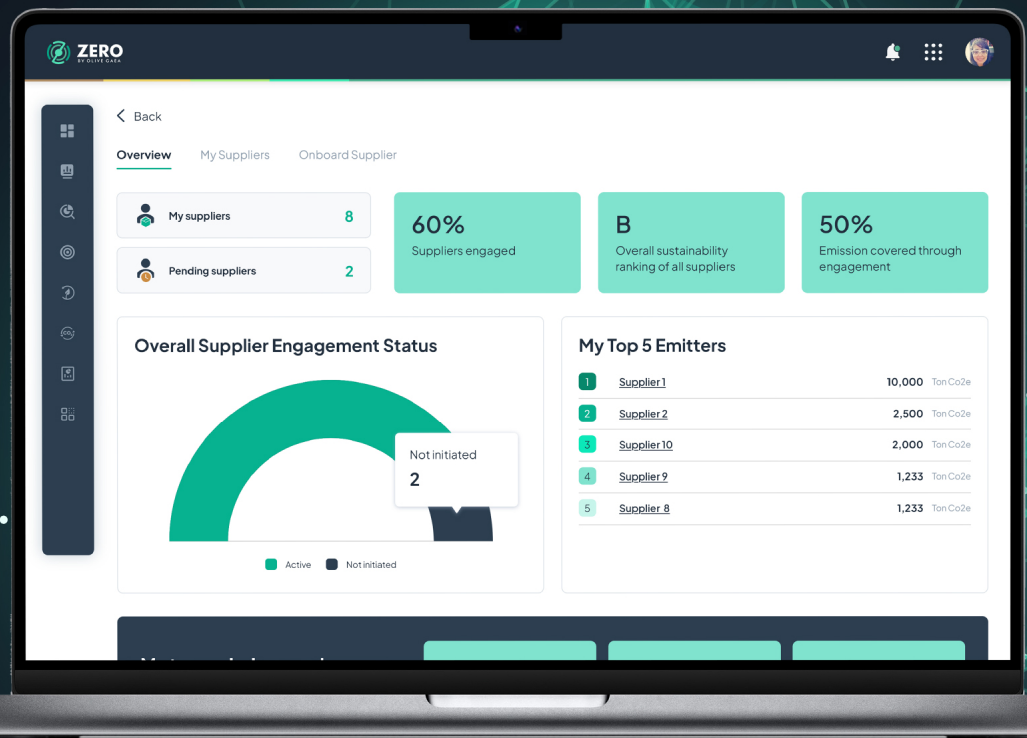 ZERO
BY OLIVE GAEA
Back
Overview
My Suppliers
Onboard Supplier
My suppliers
8
Pending suppliers
2
60%
Suppliers engaged
B
Overall sustainability
ranking of all suppliers
50%
Emission covered through
engagement
Overall Supplier Engagement Status
Not initiated
2
Active
Not initiated
My Top 5 Emitters
1 Supplier 1 10,000 Ton Co2e
2 Supplier 2 2,500 Ton Co2e
3 Supplier 10 2,000 Ton Co2e
4 Supplier 9 1,233 Ton Co2e
5 Supplier 8 1,233 Ton Co2e